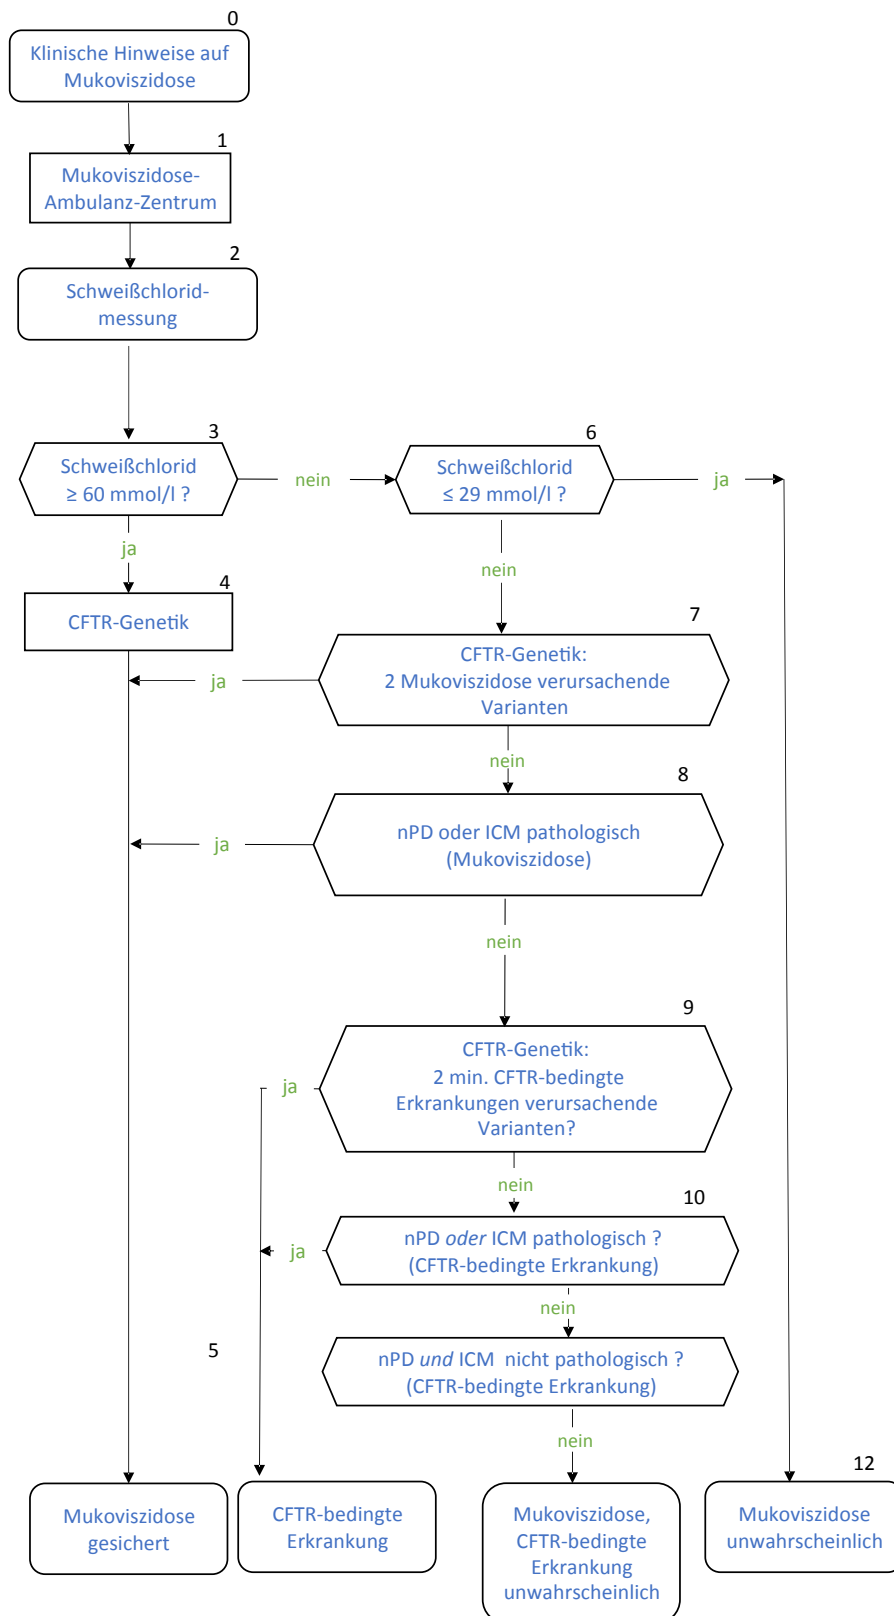 0
Klinische Hinweise auf
Mukoviszidose
1
Mukoviszidose-
Ambulanz-Zentrum
2
Schweißchlorid-
messung
3
Schweißchlorid
≥ 60 mmol/l ?
nein
6
Schweißchlorid
≤ 29 mmol/l ?
ja
ja
nein
4
CFTR-Genetik
7
CFTR-Genetik:
2 Mukoviszidose verursachende
Varianten
ja
nein
8
nPD oder ICM pathologisch
(Mukoviszidose)
ja
nein
9
CFTR-Genetik:
2 min. CFTR-bedingte
Erkrankungen verursachende
Varianten?
ja
nein
10
nPD oder ICM pathologisch ?
(CFTR-bedingte Erkrankung)
ja
nein
5
nPD und ICM nicht pathologisch ?
(CFTR-bedingte Erkrankung)
nein
12
Mukoviszidose
gesichert
CFTR-bedingte
Erkrankung
Mukoviszidose,
CFTR-bedingte
Erkrankung
unwahrscheinlich
Mukoviszidose
unwahrscheinlich